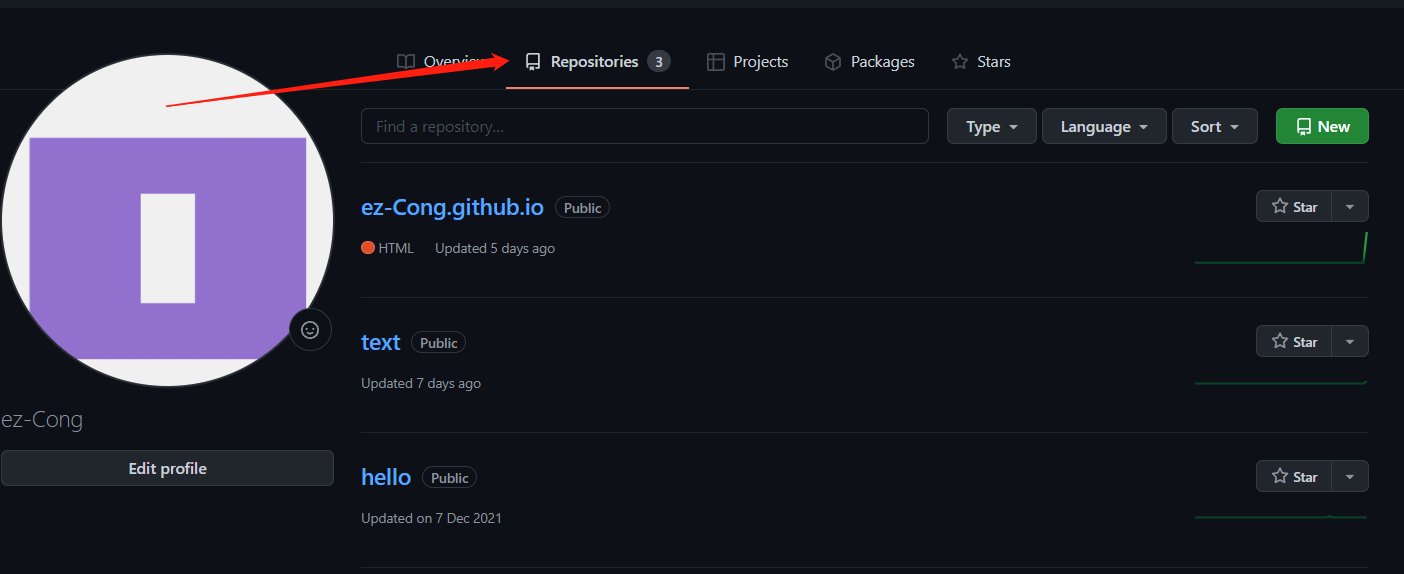 Overview Repositories 3 Projects Packages Stars
Find a repository... Type Language Sort New
ez-Cong.github.io Public Star
HTML Updated 5 days ago
text Public Star
Updated 7 days ago
ez-Cong
Edit profile
hello Public Star
Updated on 7 Dec 2021